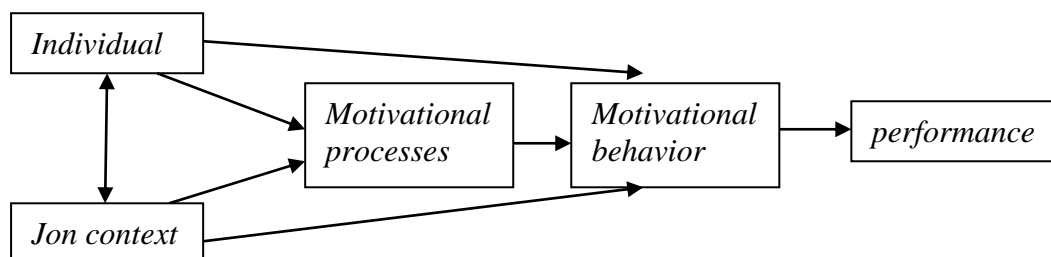 Individual
Motivational
processes
Motivational
behavior
performance
Jon context